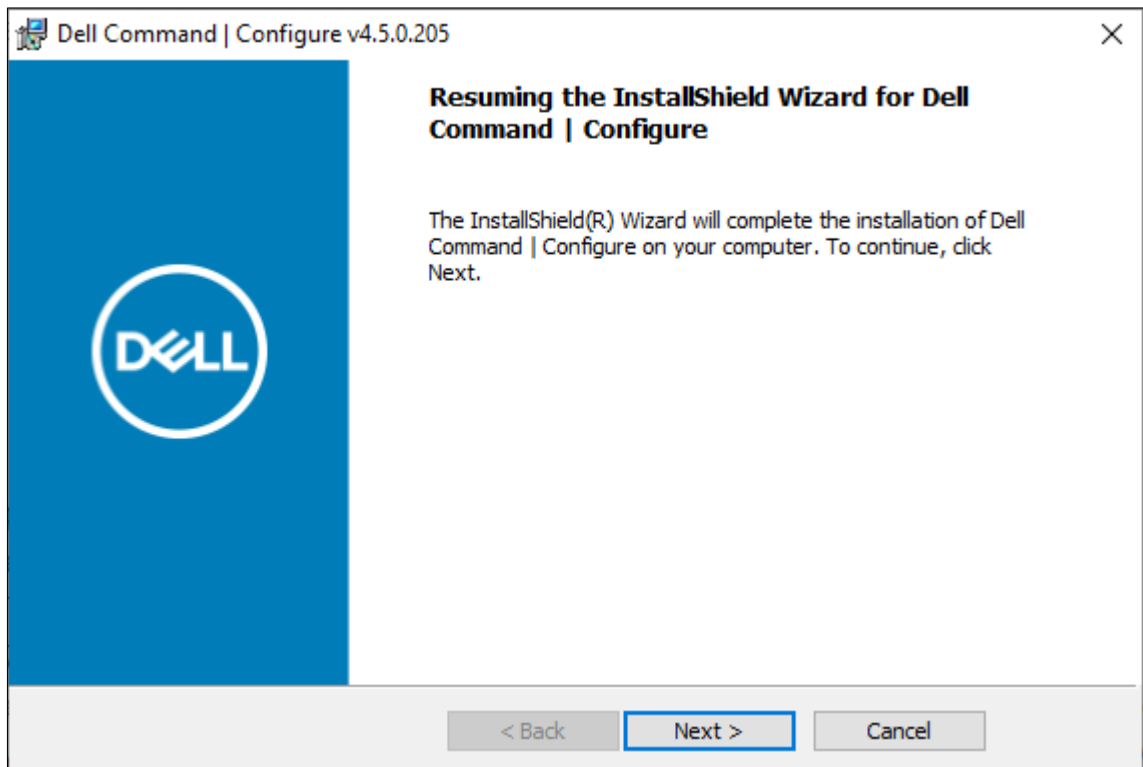 Dell Command | Configure v4.5.0.205
Resuming the InstallShield Wizard for Dell
Command | Configure
The InstallShield(R) Wizard will complete the installation of Dell
Command | Configure on your computer. To continue, click
Next.
DELL
< Back
Next >
Cancel